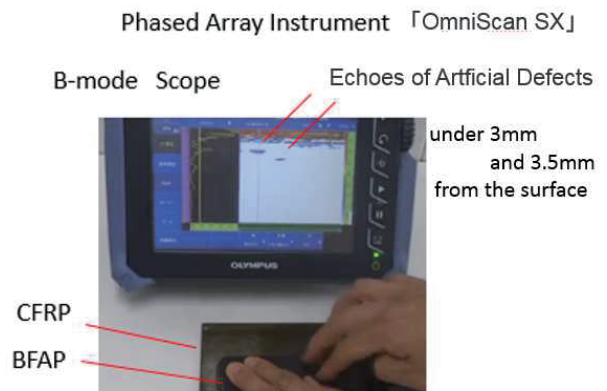 Phased Array Instrument 「OmniScan SX」
B-mode Scope
Echoes of Artficial Defects
under 3mm
and 3.5mm
from the surface
OLYMPUS
CFRP
BFAP